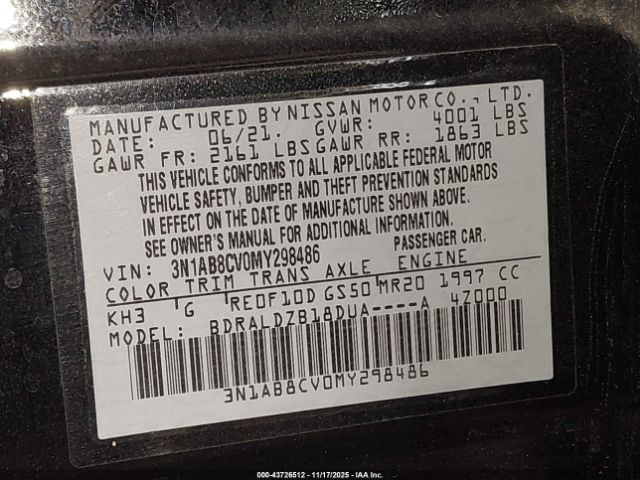 MANUFACTURED BY NISSAN MOTOR CO., LTD.
DATE: 06/21. GVWR: 4001 LBS
GAWR FR: 2161 LBS GAWR RR: 1863 LBS
THIS VEHICLE CONFORMS TO ALL APPLICABLE FEDERAL MOTOR
VEHICLE SAFETY, BUMPER AND THEFT PREVENTION STANDARDS
IN EFFECT ON THE DATE OF MANUFACTURE SHOWN ABOVE.
SEE OWNER'S MANUAL FOR ADDITIONAL INFORMATION.
VIN: 3N1AB8CV0MY298486 PASSENGER CAR.
COLOR TRIM TRANS AXLE ENGINE
KH3 G RE0F10D GS50 MR20 1997 CC
MODEL: BDRALDZB18DUA----A 4Z000
3N1AB8CV0MY298486
000-43726512 - 11/17/2025 - IAA Inc.